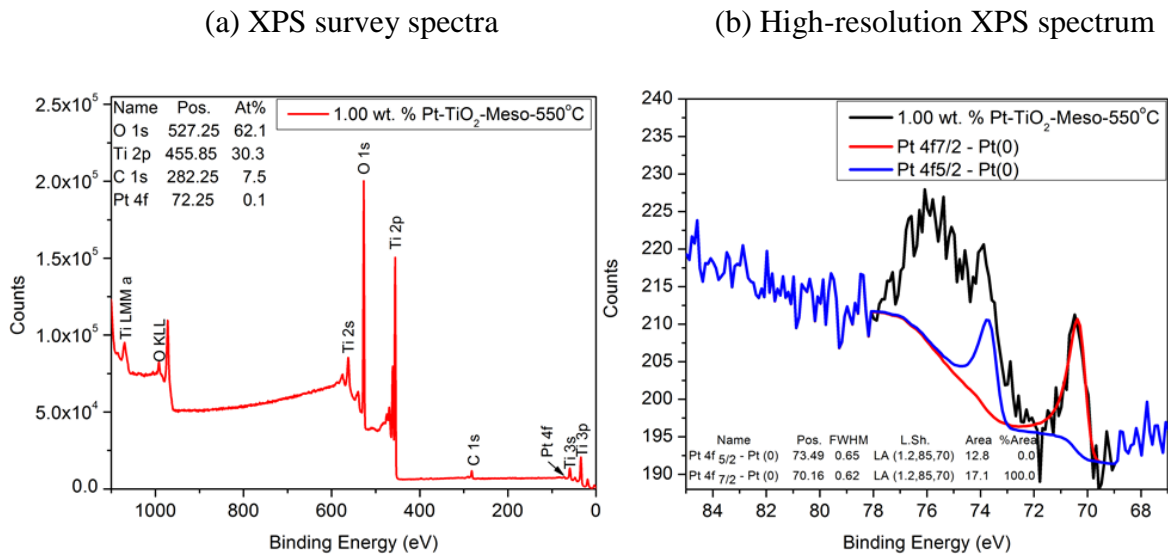 (a) XPS survey spectra
(b) High-resolution XPS spectrum
Name Pos. At%
O 1s 527.25 62.1
Ti 2p 455.85 30.3
C 1s 282.25 7.5
Pt 4f 72.25 0.1
1.00 wt. % Pt-TiO2-Meso-550°C
2.5x10^5
2.0x10^5
1.5x10^5
1.0x10^5
5.0x10^4
0.0
Counts
Ti LMM a
O KLL
Ti 2s
O 1s
Ti 2p
C 1s
Pt 4f
Ti 3s
Ti 3p
1000 800 600 400 200 0
Binding Energy (eV)
1.00 wt. % Pt-TiO2-Meso-550°C
Pt 4f7/2 - Pt(0)
Pt 4f5/2 - Pt(0)
240
235
230
225
220
215
210
205
200
195
190
Counts
Name Pos. FWHM L.Sh. Area %Area
Pt 4f 5/2 - Pt (0) 73.49 0.65 LA (1.2,85,70) 12.8 0.0
Pt 4f 7/2 - Pt (0) 70.16 0.62 LA (1.2,85,70) 17.1 100.0
84 82 80 78 76 74 72 70 68
Binding Energy (eV)